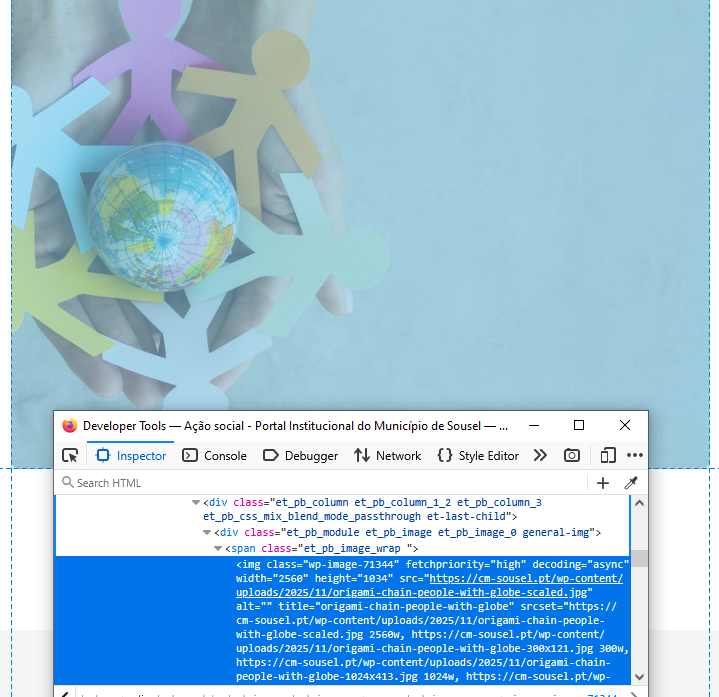 Developer Tools — Ação social - Portal Institucional do Município de Sousel — ...
Inspector Console Debugger Network Style Editor
Search HTML
<div class="et_pb_column et_pb_column_1_2 et_pb_column_3
et_pb_css_mix_blend_mode_passthrough et-last-child">
<div class="et_pb_module et_pb_image et_pb_image_0 general-img">
<span class="et_pb_image_wrap ">
<img class="wp-image-71344" fetchpriority="high" decoding="async"
width="2560" height="1034" src="https://cm-sousel.pt/wp-content/
uploads/2025/11/origami-chain-people-with-globe-scaled.jpg"
alt="" title="origami-chain-people-with-globe" srcset="https://
cm-sousel.pt/wp-content/uploads/2025/11/origami-chain-people-
with-globe-scaled.jpg 2560w, https://cm-sousel.pt/wp-content/
uploads/2025/11/origami-chain-people-with-globe-300x121.jpg 300w,
https://cm-sousel.pt/wp-content/uploads/2025/11/origami-chain-
people-with-globe-1024x413.jpg 1024w, https://cm-sousel.pt/wp-